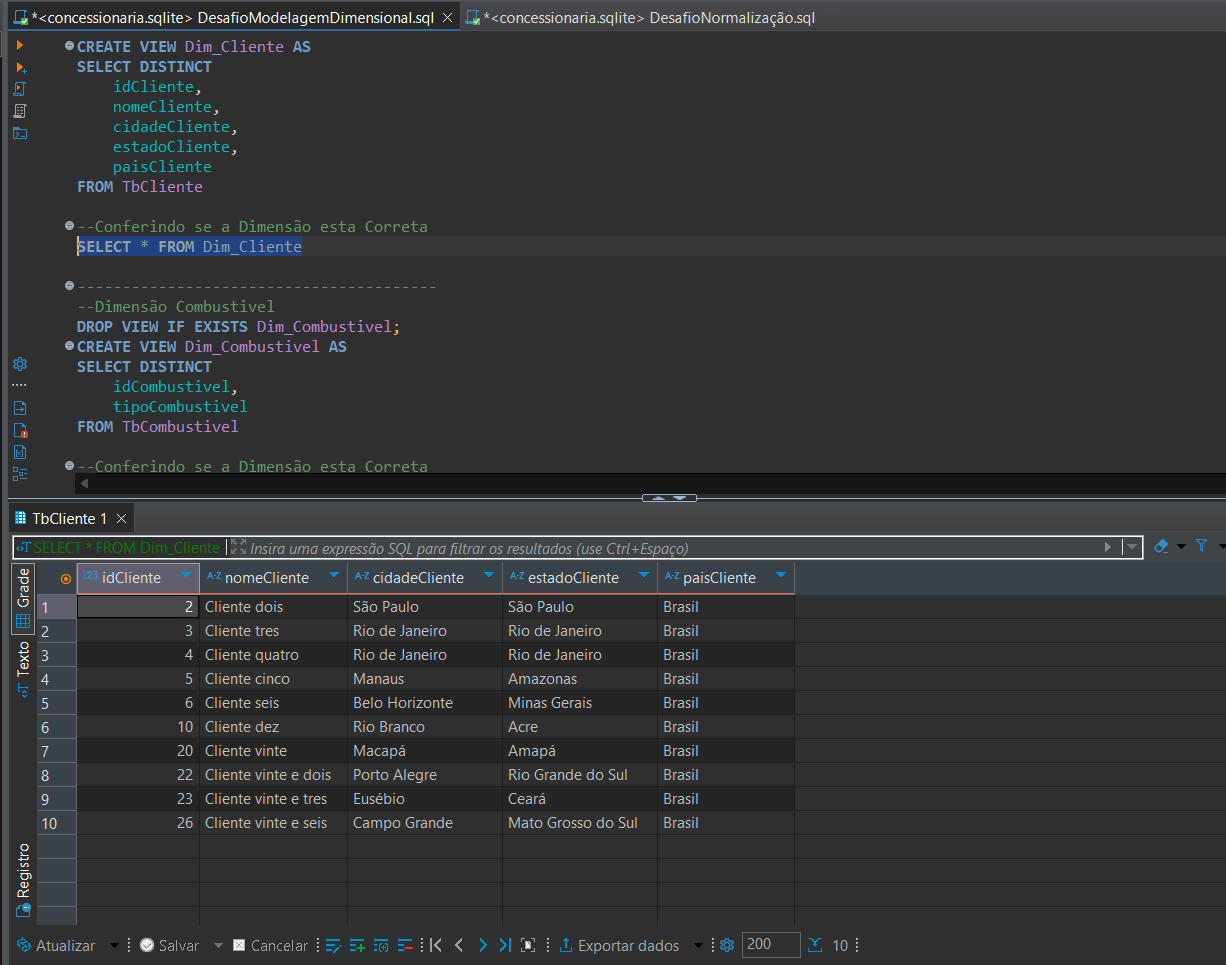 *<concessionaria.sqlite> DesafioModelagemDimensional.sql
*<concessionaria.sqlite> DesafioNormalização.sql
CREATE VIEW Dim_Cliente AS
SELECT DISTINCT
idCliente,
nomeCliente,
cidadeCliente,
estadoCliente,
paisCliente
FROM TbCliente
--Conferindo se a Dimensão esta Correta
SELECT * FROM Dim_Cliente
----------------------------------------
--Dimensão Combustivel
DROP VIEW IF EXISTS Dim_Combustivel;
CREATE VIEW Dim_Combustivel AS
SELECT DISTINCT
idCombustivel,
tipoCombustivel
FROM TbCombustivel
--Conferindo se a Dimensão esta Correta
TbCliente 1
SELECT * FROM Dim_Cliente Insira uma expressão SQL para filtrar os resultados (use Ctrl+Espaço)
Grade
Texto
Registro
123 idCliente A-Z nomeCliente A-Z cidadeCliente A-Z estadoCliente A-Z paisCliente
1 2 Cliente dois São Paulo São Paulo Brasil
2 3 Cliente tres Rio de Janeiro Rio de Janeiro Brasil
3 4 Cliente quatro Rio de Janeiro Rio de Janeiro Brasil
4 5 Cliente cinco Manaus Amazonas Brasil
5 6 Cliente seis Belo Horizonte Minas Gerais Brasil
6 10 Cliente dez Rio Branco Acre Brasil
7 20 Cliente vinte Macapá Amapá Brasil
8 22 Cliente vinte e dois Porto Alegre Rio Grande do Sul Brasil
9 23 Cliente vinte e tres Eusébio Ceará Brasil
10 26 Cliente vinte e seis Campo Grande Mato Grosso do Sul Brasil
Atualizar Salvar Cancelar Exportar dados 200 10